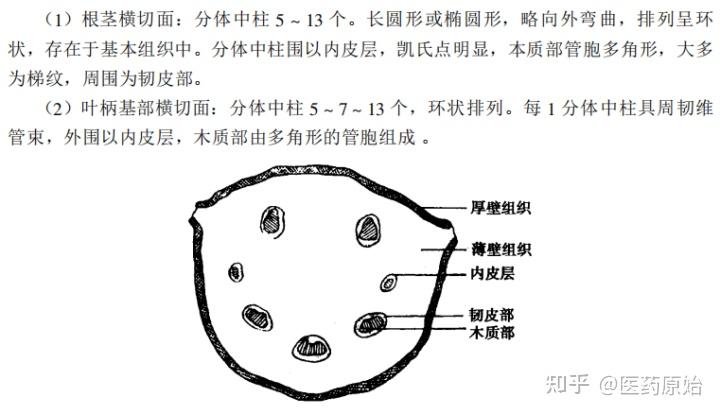 （1）根茎横切面：分体中柱 5 ~ 13 个。长圆形或椭圆形，略向外弯曲，排列呈环
状，存在于基本组织中。分体中柱围以内皮层，凯氏点明显，本质部管胞多角形，大多
为梯纹，周围为韧皮部。
（2）叶柄基部横切面：分体中柱 5 ~ 7 ~ 13 个，环状排列。每 1 分体中柱具周韧维
管束，外围以内皮层，木质部由多角形的管胞组成 。
厚壁组织
薄壁组织
内皮层
韧皮部
木质部
知乎 @医药原始